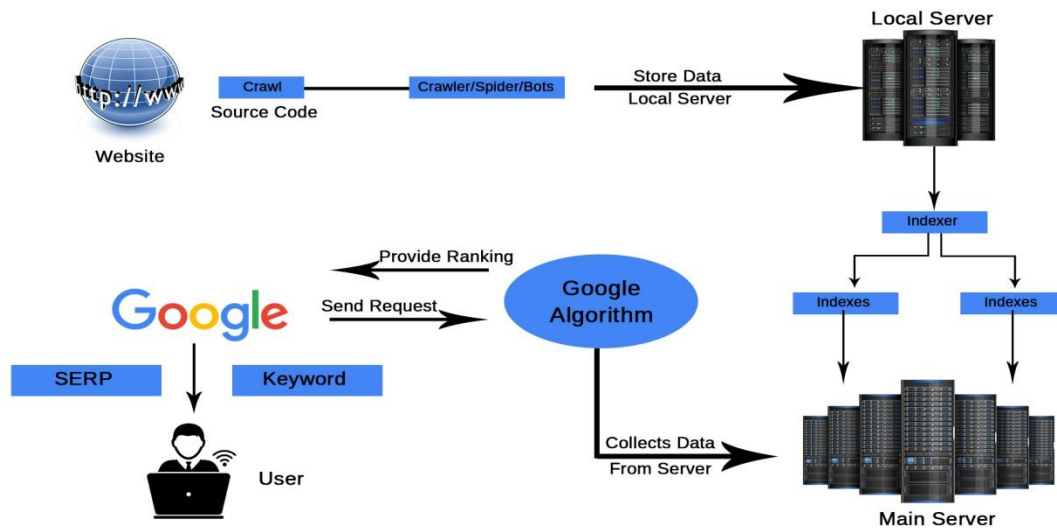 Local Server
http://www
Crawl
Crawler/Spider/Bots
Store Data
Local Server
Source Code
Website
Indexer
Provide Ranking
Google
Send Request
Google
Algorithm
Indexes
Indexes
SERP
Keyword
Collects Data
From Server
User
Main Server